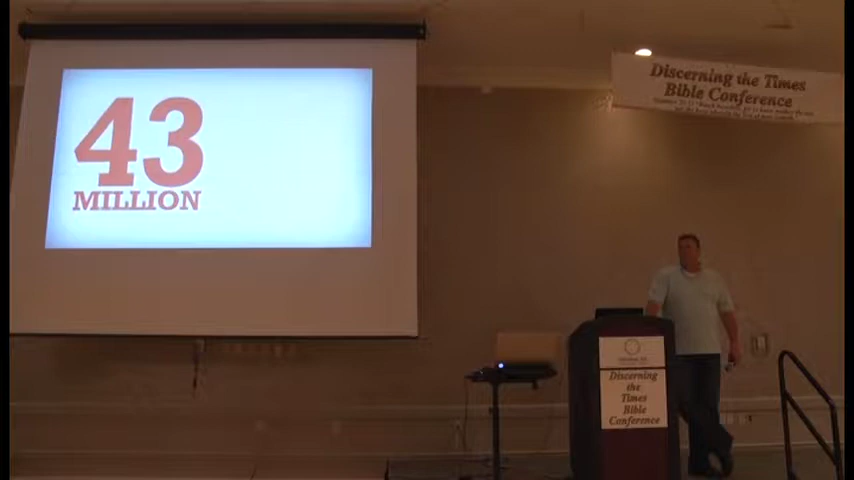 43
MILLION
Discerning the Times
Bible Conference
Discerning
the
Times
Bible
Conference